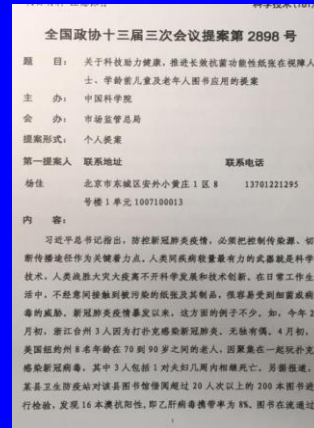 科学技术(161)
全国政协十三届三次会议提案第 2898 号
题 目： 关于科技助力健康，推进长效抗菌功能性纸张在视障人
士、学龄前儿童及老年人图书应用的提案
主 办： 中国科学院
会 办： 市场监管总局
提案形式： 个人提案
第一提案人 联系地址 联系电话
杨佳 北京市东城区安外小黄庄 1 区 8 13701221295
号楼 1 单元 1007100013
内 容：
习近平总书记指出，防控新冠肺炎疫情，必须把控制传染源、切
断传播途径作为关键着力点。人类同疾病较量最有力的武器就是科学
技术，人类战胜大灾大疫离不开科学发展和技术创新。在日常工作生
活中，不经意间接触到被污染的纸张及其制品，很容易受到细菌或病
毒的威胁。新冠肺炎疫情暴发以来，这方面的例子不少。如，今年2
月初，浙江台州 3 人因为打扑克感染新冠肺炎。无独有偶，4 月初，
美国纽约州 8 名年龄在 70 到 90 岁之间的老人，因聚集在一起玩扑克
感染新冠病毒，其中 3 人包括 1 对夫妇几周内相继死亡。另据报道，
某县卫生防疫站对该县图书馆借阅超过 20 人次以上的 200 本图书进
行检验，发现 16 本澳抗阳性，即乙肝病毒携带率为 8%。图书在流通过
1